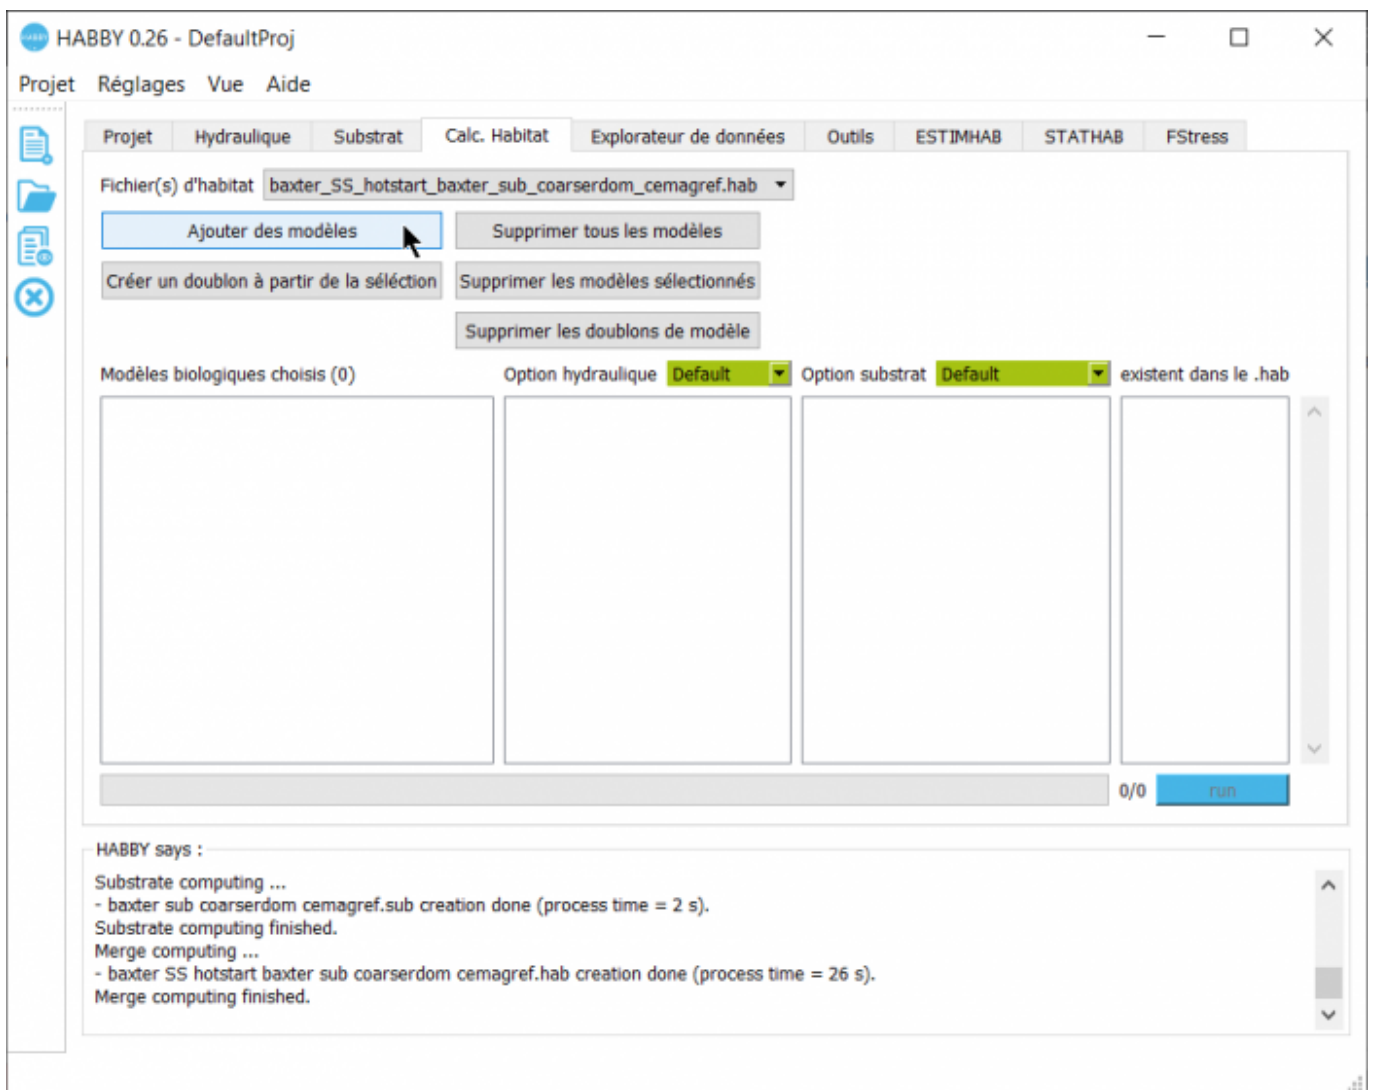 HABBY 0.26 - DefaultProj
Projet Réglages Vue Aide
Projet Hydraulique Substrat Calc. Habitat Explorateur de données Outils ESTIMHAB STATHAB FStress
Fichier(s) d'habitat baxter_SS_hotstart_baxter_sub_coarserdom_cemagref.hab
Ajouter des modèles Supprimer tous les modèles
Créer un doublon à partir de la séléction Supprimer les modèles sélectionnés
Supprimer les doublons de modèle
Modèles biologiques choisis (0) Option hydraulique Default Option substrat Default existent dans le .hab
0/0 run
HABBY says :
Substrate computing ...
- baxter sub coarserdom cemagref.sub creation done (process time = 2 s).
Substrate computing finished.
Merge computing ...
- baxter SS hotstart baxter sub coarserdom cemagref.hab creation done (process time = 26 s).
Merge computing finished.